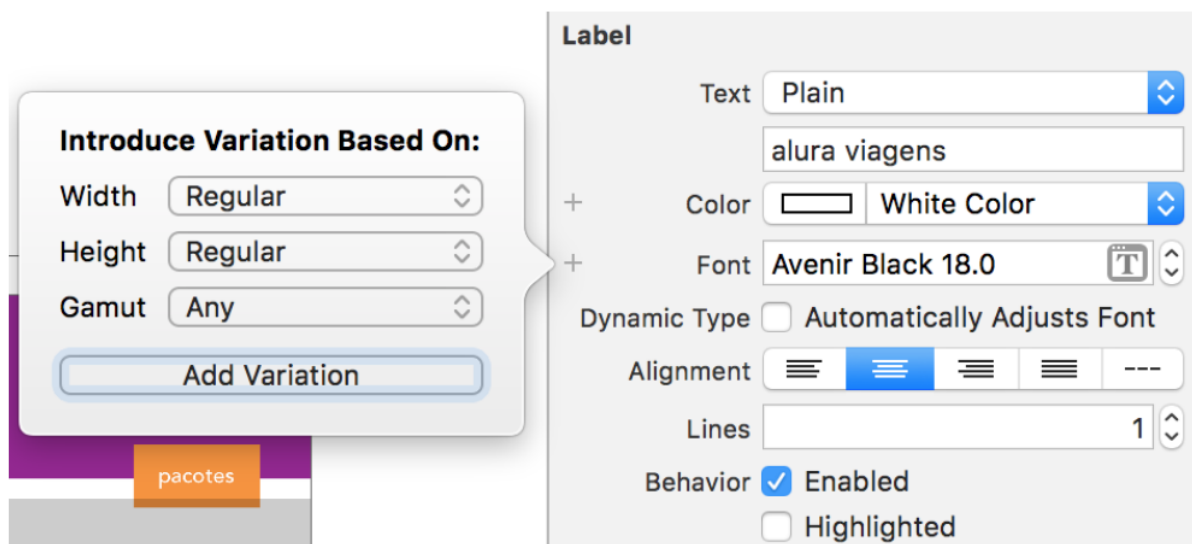 Introduce Variation Based On:
Width Regular
Height Regular
Gamut Any
Add Variation
pacotes
Label
Text Plain
alura viagens
+ Color White Color
+ Font Avenir Black 18.0 T
Dynamic Type Automatically Adjusts Font
Alignment ---
Lines 1
Behavior Enabled
Highlighted